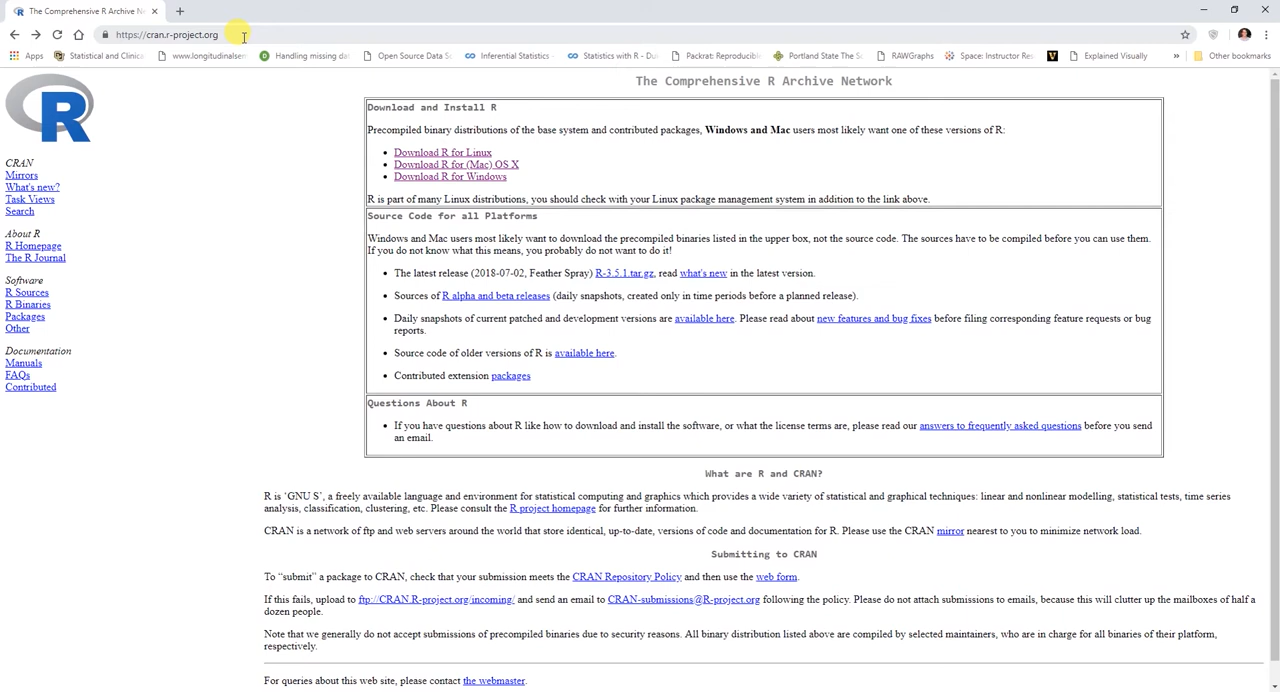 The Comprehensive R Archive Ne
https://cran.r-project.org
Apps
Statistical and Clinica
www.longitudinalsen
Handling missing dat
Open Source Data S
Inferential Statistics -
Statistics with R - Du
Packrat: Reproducible
Portland State The Sc
RAWGraphs
Space: Instructor Res
Explained Visually
»
Other bookmarks
R
CRAN
Mirrors
What's new?
Task Views
Search
About R
R Homepage
The R Journal
Software
R Sources
R Binaries
Packages
Other
Documentation
Manuals
FAQs
Contributed
The Comprehensive R Archive Network
Download and Install R
Precompiled binary distributions of the base system and contributed packages, Windows and Mac users most likely want one of these versions of R:
• Download R for Linux
• Download R for (Mac) OS X
• Download R for Windows
R is part of many Linux distributions, you should check with your Linux package management system in addition to the link above.
Source Code for all Platforms
Windows and Mac users most likely want to download the precompiled binaries listed in the upper box, not the source code. The sources have to be compiled before you can use them.
If you do not know what this means, you probably do not want to do it!
• The latest release (2018-07-02, Feather Spray) R-3.5.1.tar.gz, read what's new in the latest version.
• Sources of R alpha and beta releases (daily snapshots, created only in time periods before a planned release).
• Daily snapshots of current patched and development versions are available here. Please read about new features and bug fixes before filing corresponding feature requests or bug
reports.
• Source code of older versions of R is available here.
• Contributed extension packages
Questions About R
• If you have questions about R like how to download and install the software, or what the license terms are, please read our answers to frequently asked questions before you send
an email.
What are R and CRAN?
R is ‘GNU S’, a freely available language and environment for statistical computing and graphics which provides a wide variety of statistical and graphical techniques: linear and nonlinear modelling, statistical tests, time series
analysis, classification, clustering, etc. Please consult the R project homepage for further information.
CRAN is a network of ftp and web servers around the world that store identical, up-to-date, versions of code and documentation for R. Please use the CRAN mirror nearest to you to minimize network load.
Submitting to CRAN
To “submit” a package to CRAN, check that your submission meets the CRAN Repository Policy and then use the web form.
If this fails, upload to ftp://CRAN.R-project.org/incoming/ and send an email to CRAN-submissions@R-project.org following the policy. Please do not attach submissions to emails, because this will clutter up the mailboxes of half a
dozen people.
Note that we generally do not accept submissions of precompiled binaries due to security reasons. All binary distribution listed above are compiled by selected maintainers, who are in charge for all binaries of their platform,
respectively.
For queries about this web site, please contact the webmaster.